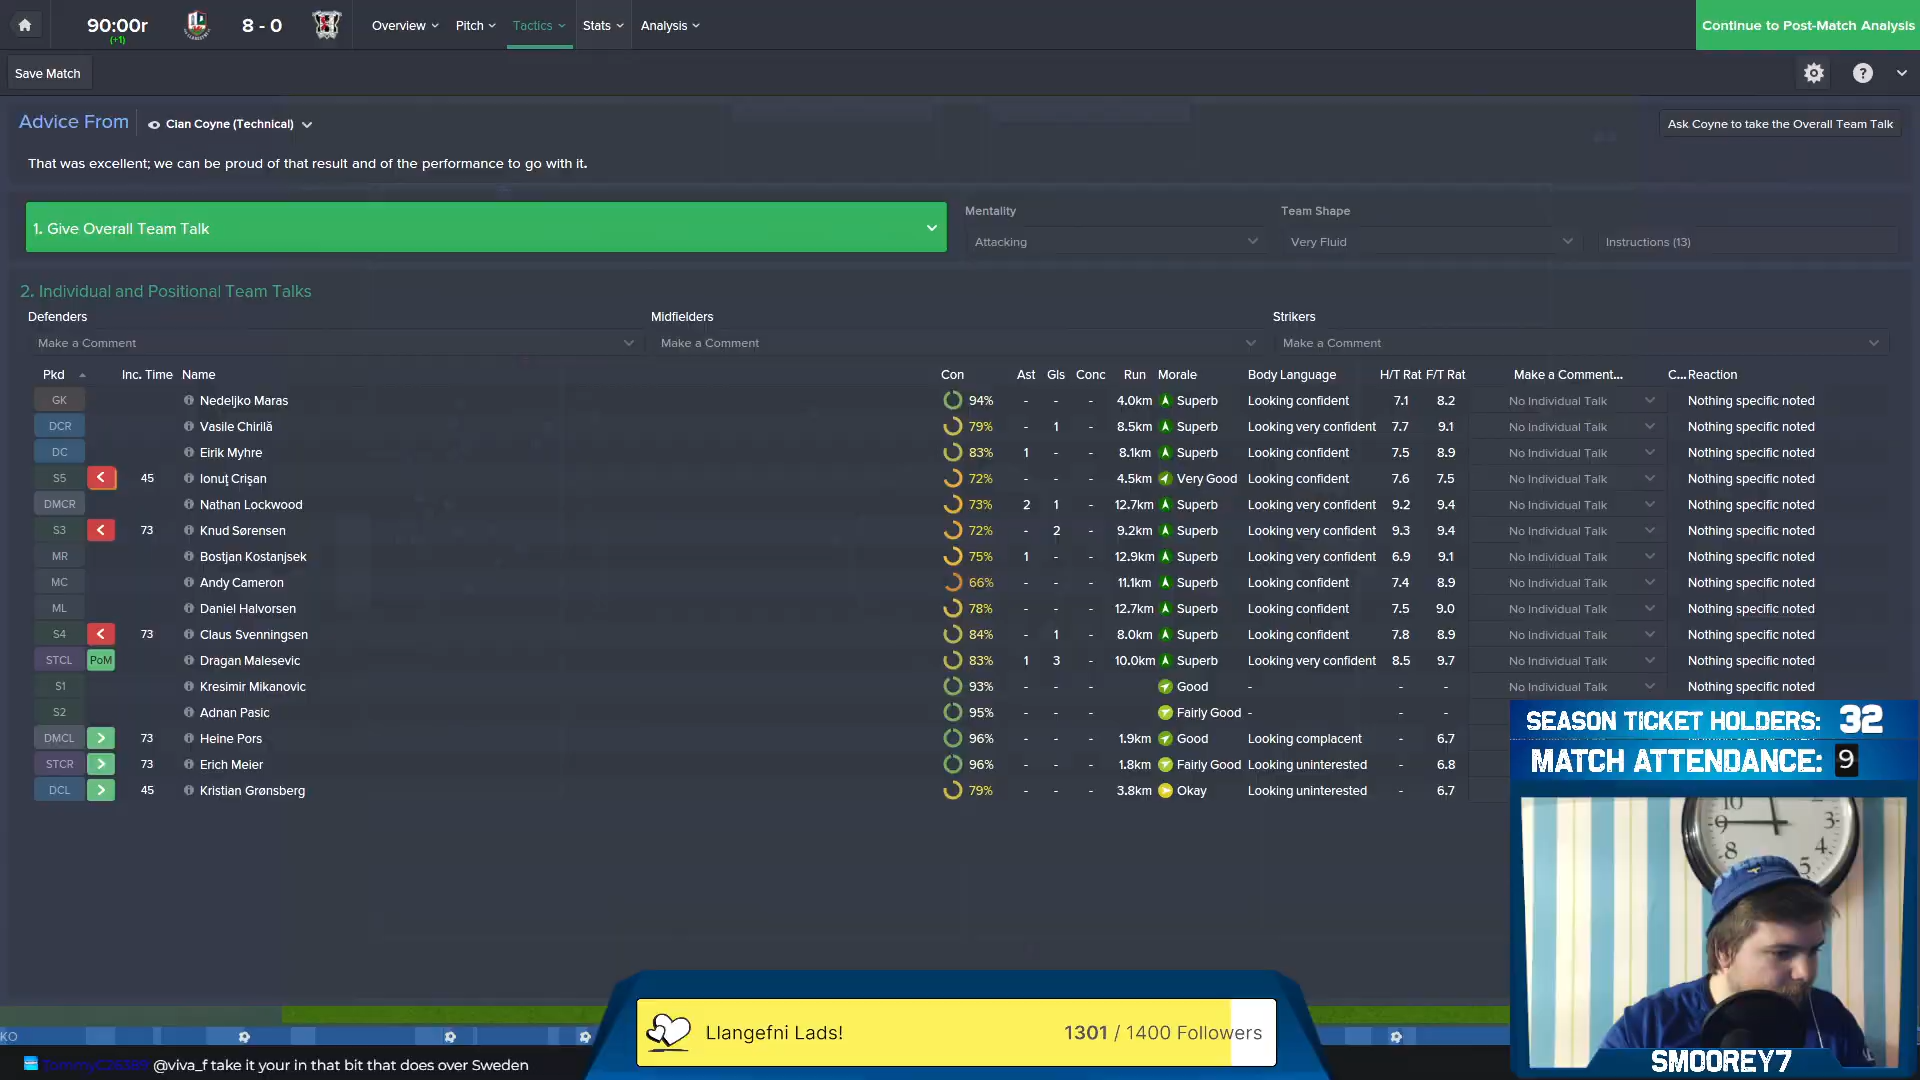 90:00r
(+1)
8 - 0
Overview
Pitch
Tactics
Stats
Analysis
Continue to Post-Match Analysis
Save Match
?
Advice From
Cian Coyne (Technical)
Ask Coyne to take the Overall Team Talk
That was excellent; we can be proud of that result and of the performance to go with it.
1. Give Overall Team Talk
Mentality
Attacking
Team Shape
Very Fluid
Instructions (13)
2. Individual and Positional Team Talks
Defenders
Midfielders
Strikers
Make a Comment
Make a Comment
Make a Comment
Pkd Inc. Time Name Con Ast Gls Conc Run Morale Body Language H/T Rat F/T Rat Make a Comment... C... Reaction
GK Nedeljko Maras 94% - - - 4.0km Superb Looking confident 7.1 8.2 No Individual Talk Nothing specific noted
DCR Vasile Chirilă 79% - 1 - 8.5km Superb Looking very confident 7.7 9.1 No Individual Talk Nothing specific noted
DC Eirik Myhre 83% 1 - - 8.1km Superb Looking confident 7.5 8.9 No Individual Talk Nothing specific noted
S5 45 Ionuț Crișan 72% - - - 4.5km Very Good Looking confident 7.6 7.5 No Individual Talk Nothing specific noted
DMCR Nathan Lockwood 73% 2 1 - 12.7km Superb Looking very confident 9.2 9.4 No Individual Talk Nothing specific noted
S3 73 Knud Sørensen 72% - 2 - 9.2km Superb Looking very confident 9.3 9.4 No Individual Talk Nothing specific noted
MR Bostjan Kostanjsek 75% 1 - - 12.9km Superb Looking very confident 6.9 9.1 No Individual Talk Nothing specific noted
MC Andy Cameron 66% - - - 11.1km Superb Looking confident 7.4 8.9 No Individual Talk Nothing specific noted
ML Daniel Halvorsen 78% - - - 12.7km Superb Looking confident 7.5 9.0 No Individual Talk Nothing specific noted
S4 73 Claus Svenningsen 84% - 1 - 8.0km Superb Looking confident 7.8 8.9 No Individual Talk Nothing specific noted
STCL PoM Dragan Malesevic 83% 1 3 - 10.0km Superb Looking very confident 8.5 9.7 No Individual Talk Nothing specific noted
S1 Kresimir Mikanovic 93% - - - Good - - - No Individual Talk Nothing specific noted
S2 Adnan Pasic 95% - - - Fairly Good - - -
DMCL 73 Heine Pors 96% - - - 1.9km Good Looking complacent - 6.7
STCR 73 Erich Meier 96% - - - 1.8km Fairly Good Looking uninterested - 6.8
DCL 45 Kristian Grønsberg 79% - - - 3.8km Okay Looking uninterested - 6.7
SEASON TICKET HOLDERS: 32
MATCH ATTENDANCE: 9
10
9
3
8
5
Llangefni Lads!
1301 / 1400 Followers
KO
@viva_f take it your in that bit that does over Sweden
SMOOREY7